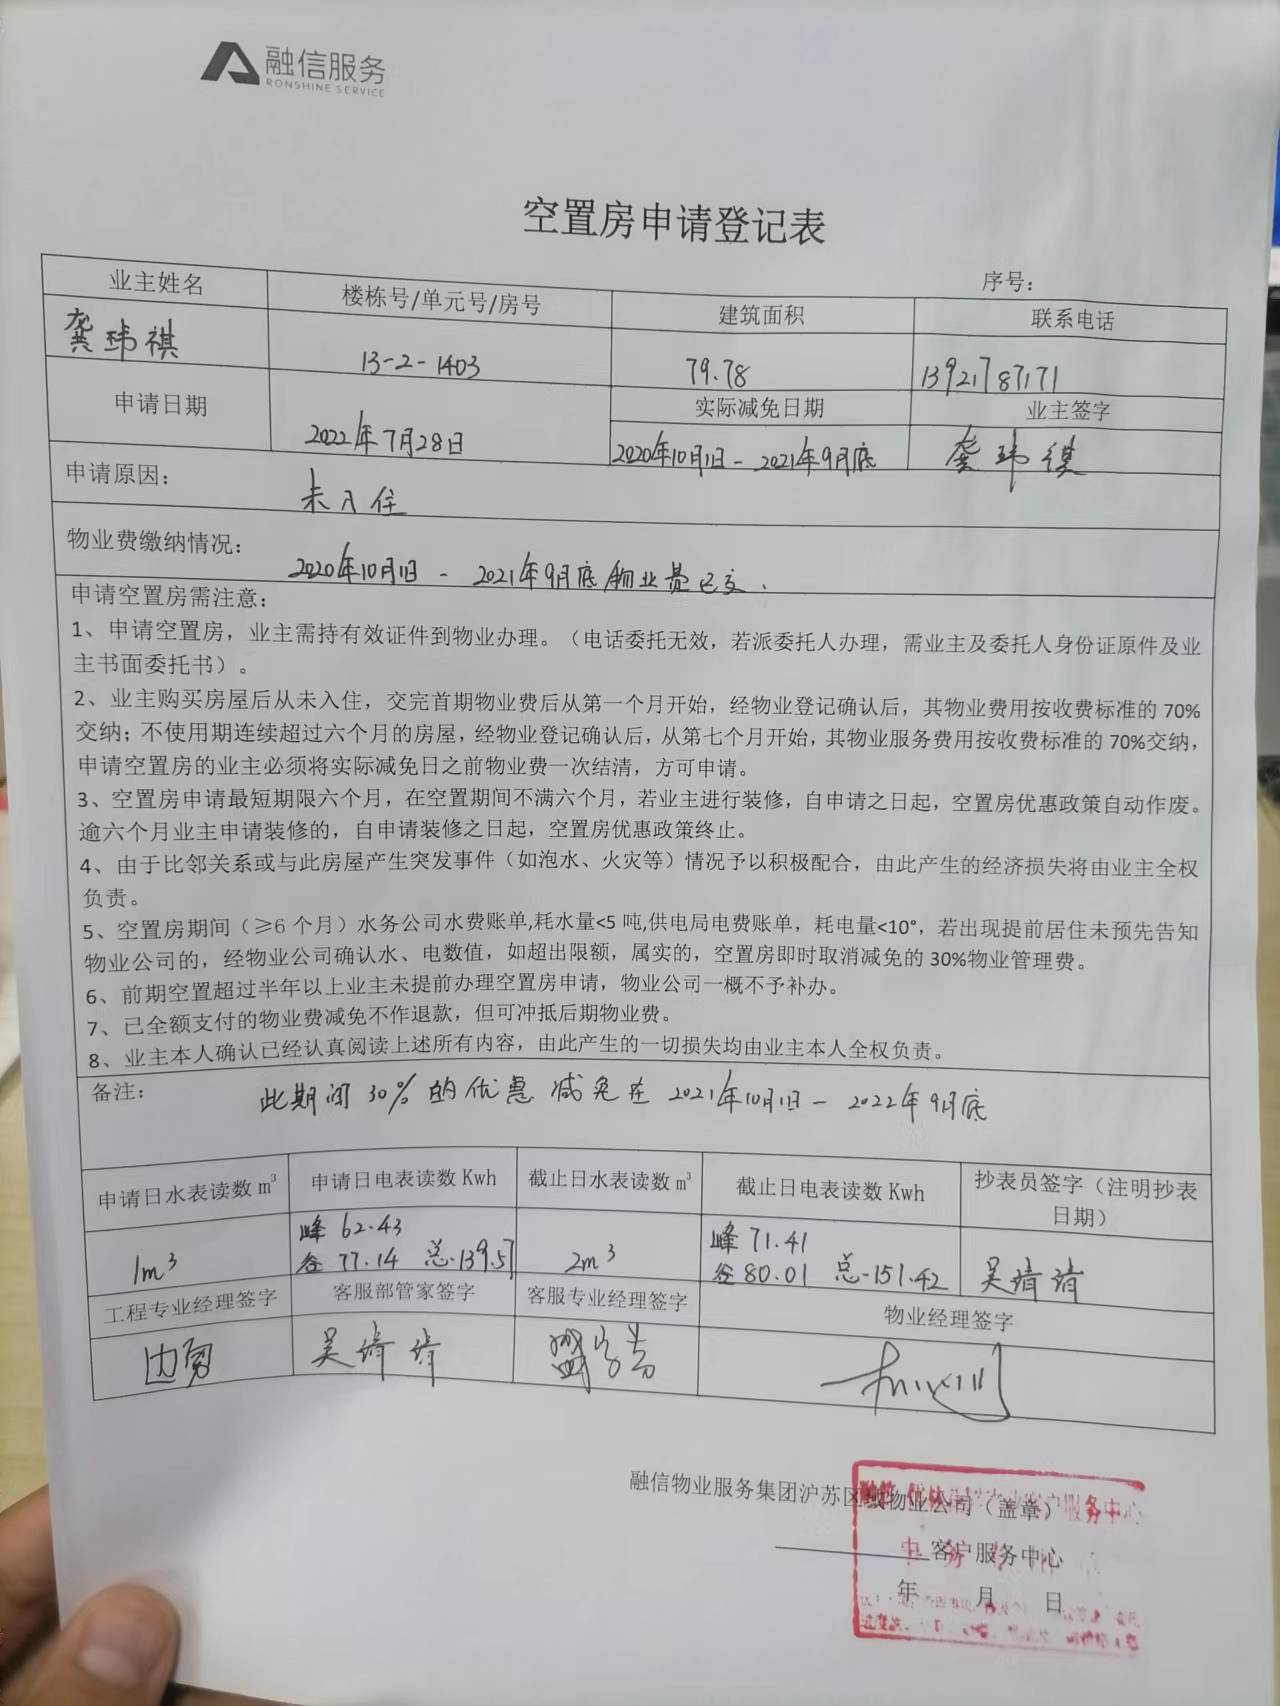 融信服务
RONSHINE SERVICE
空置房申请登记表
序号：
业主姓名 楼栋号/单元号/房号 建筑面积 联系电话
龚玮祺 13-2-1403 79.78 13921787171
申请日期 2022年7月28日 实际减免日期 业主签字
2020年10月1日-2021年9月底 龚玮祺
申请原因： 未入住
物业费缴纳情况： 2020年10月1日-2021年9月底物业费已交.
申请空置房需注意：
1、申请空置房，业主需持有效证件到物业办理。（电话委托无效，若派委托人办理，需业主及委托人身份证原件及业
主书面委托书）。
2、业主购买房屋后从未入住，交完首期物业费后从第一个月开始，经物业登记确认后，其物业费用按收费标准的70%
交纳；不使用期连续超过六个月的房屋，经物业登记确认后，从第七个月开始，其物业服务费用按收费标准的70%交纳，
申请空置房的业主必须将实际减免日之前物业费一次结清，方可申请。
3、空置房申请最短期限六个月，在空置期间不满六个月，若业主进行装修，自申请之日起，空置房优惠政策自动作废。
逾六个月业主申请装修的，自申请装修之日起，空置房优惠政策终止。
4、由于比邻关系或与此房屋产生突发事件（如泡水、火灾等）情况予以积极配合，由此产生的经济损失将由业主全权
负责。
5、空置房期间（≥6个月）水务公司水费账单,耗水量<5吨,供电局电费账单，耗电量<10°，若出现提前居住未预先告知
物业公司的，经物业公司确认水、电数值，如超出限额，属实的，空置房即时取消减免的30%物业管理费。
6、前期空置超过半年以上业主未提前办理空置房申请，物业公司一概不予补办。
7、已全额支付的物业费减免不作退款，但可冲抵后期物业费。
8、业主本人确认已经认真阅读上述所有内容，由此产生的一切损失均由业主本人全权负责。
备注： 此期间30%的优惠减免在2021年10月1日-2022年9月底
申请日水表读数m³ 申请日电表读数Kwh 截止日水表读数m³ 截止日电表读数Kwh 抄表员签字（注明抄表
日期）
峰62.43 峰71.41
1m³ 谷77.14 总-139.57 2m³ 谷80.01 总-151.42 吴靖靖
工程专业经理签字 客服部管家签字 客服专业经理签字 物业经理签字
边勇 吴靖靖
融信物业服务集团沪苏区域物业公司（盖章）
客户服务中心
年 月 日